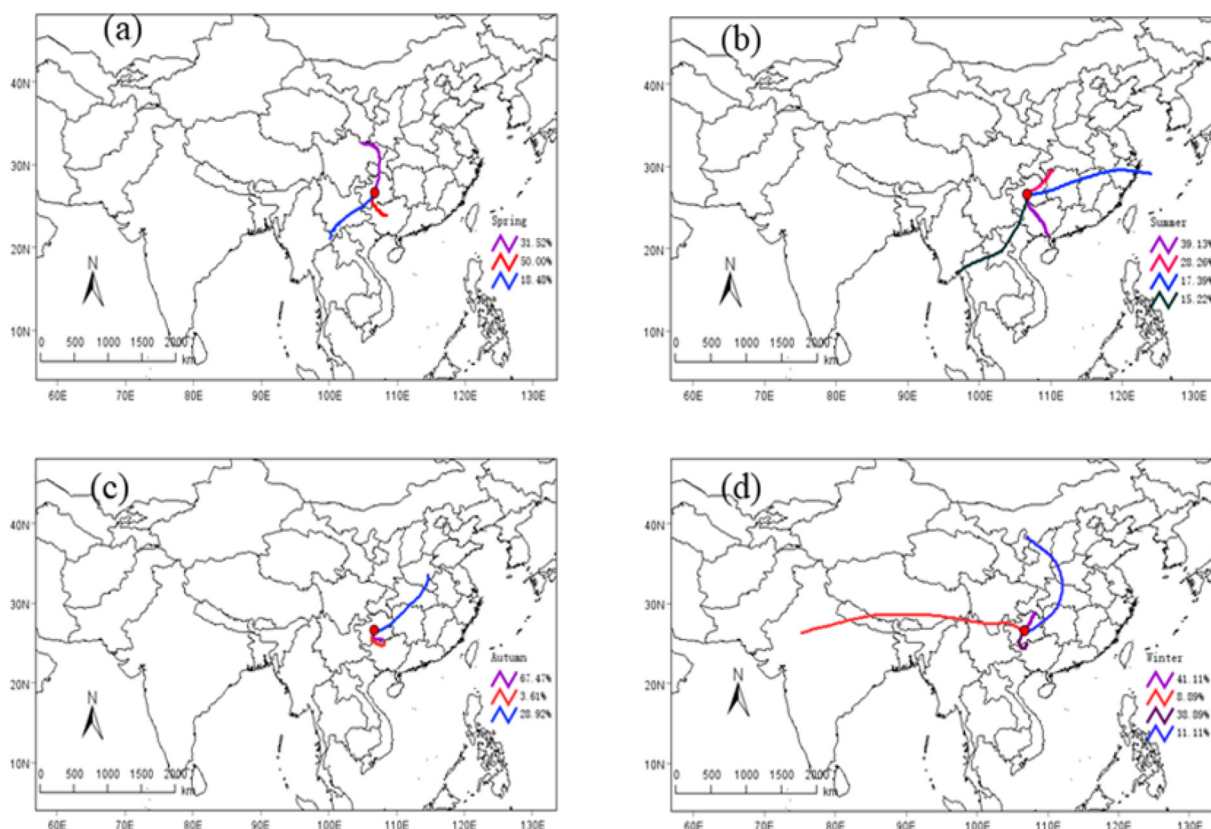 (a)
40N
30N
20N
10N
N
0 500 1000 1500 2000
km
Spring
31.52%
50.00%
18.48%
60E 70E 80E 90E 100E 110E 120E 130E
(b)
40N
30N
20N
10N
N
0 500 1000 1500 2000
km
Summer
39.13%
28.26%
17.39%
15.22%
60E 70E 80E 90E 100E 110E 120E 130E
(c)
40N
30N
20N
10N
N
0 500 1000 1500 2000
km
Autumn
67.47%
3.61%
28.92%
60E 70E 80E 90E 100E 110E 120E 130E
(d)
40N
30N
20N
10N
N
0 500 1000 1500 2000
km
Winter
41.11%
8.89%
38.89%
11.11%
60E 70E 80E 90E 100E 110E 120E 130E